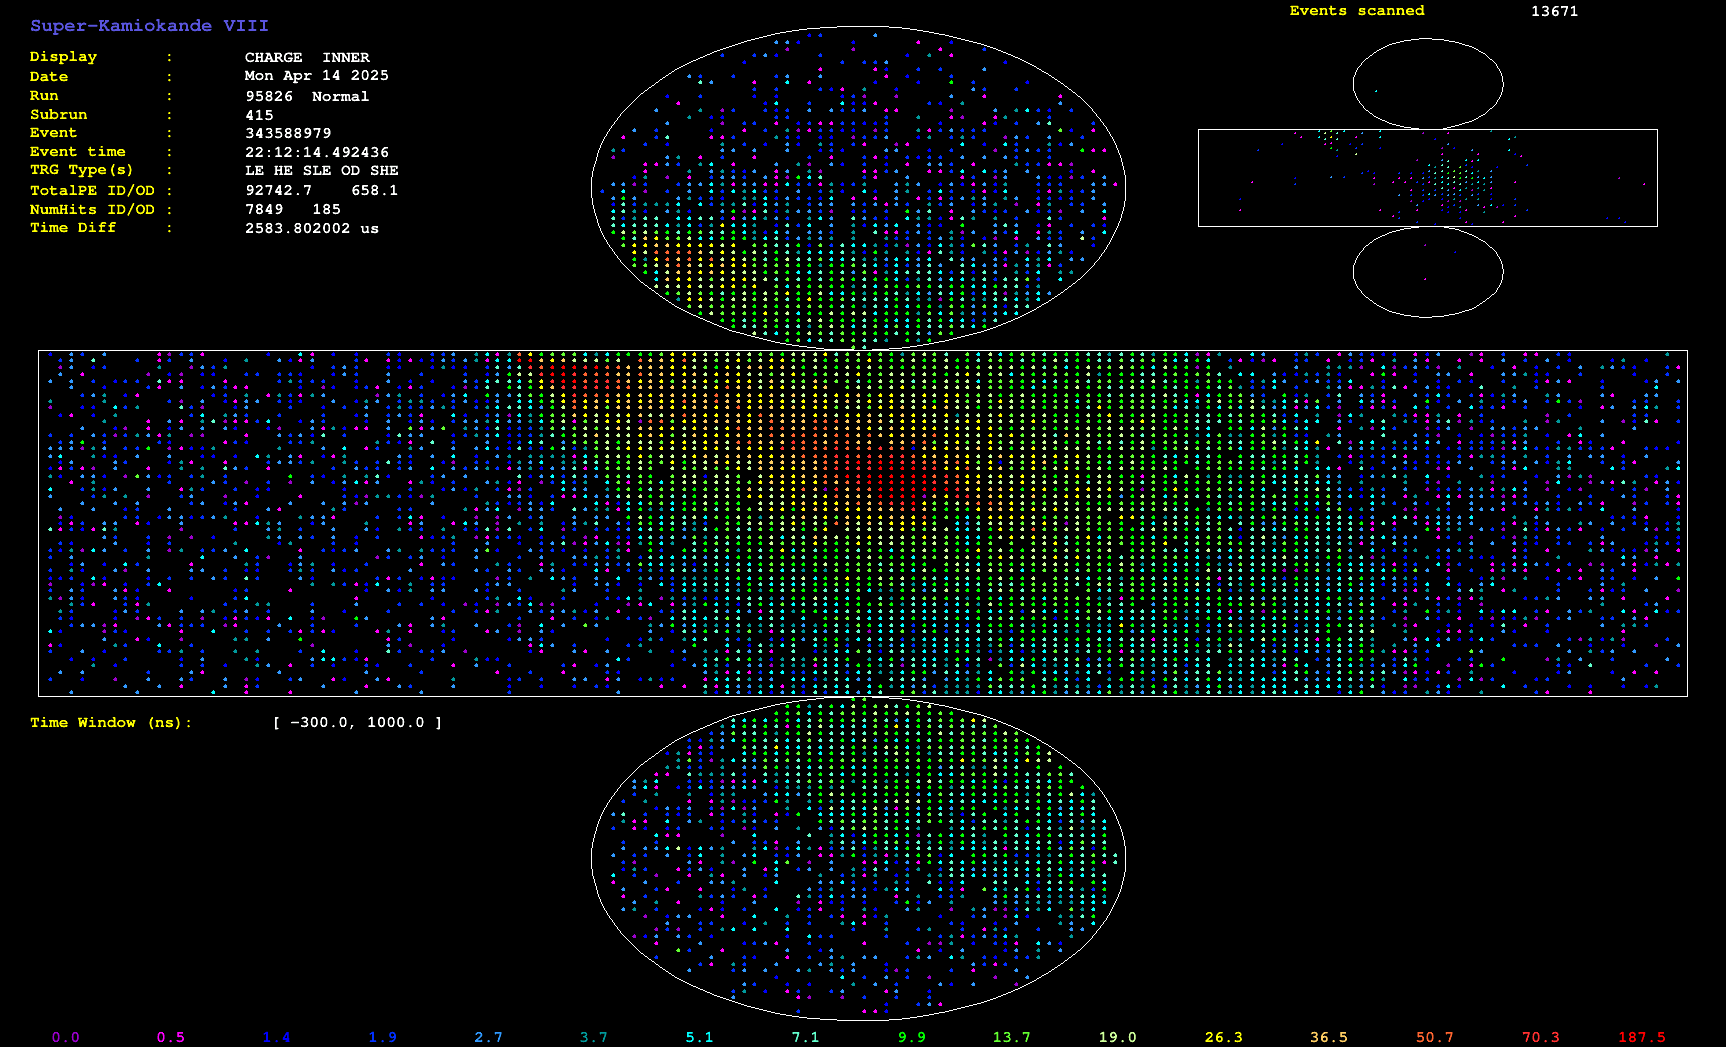 Super-Kamiokande VIII
Events scanned 13671
Display : CHARGE INNER
Date : Mon Apr 14 2025
Run : 95826 Normal
Subrun : 415
Event : 343588979
Event time : 22:12:14.492436
TRG Type(s) : LE HE SLE OD SHE
TotalPE ID/OD : 92742.7 658.1
NumHits ID/OD : 7849 185
Time Diff : 2583.802002 us
Time Window (ns): [ -300.0, 1000.0 ]
0.0 0.5 1.4 1.9 2.7 3.7 5.1 7.1 9.9 13.7 19.0 26.3 36.5 50.7 70.3 187.5